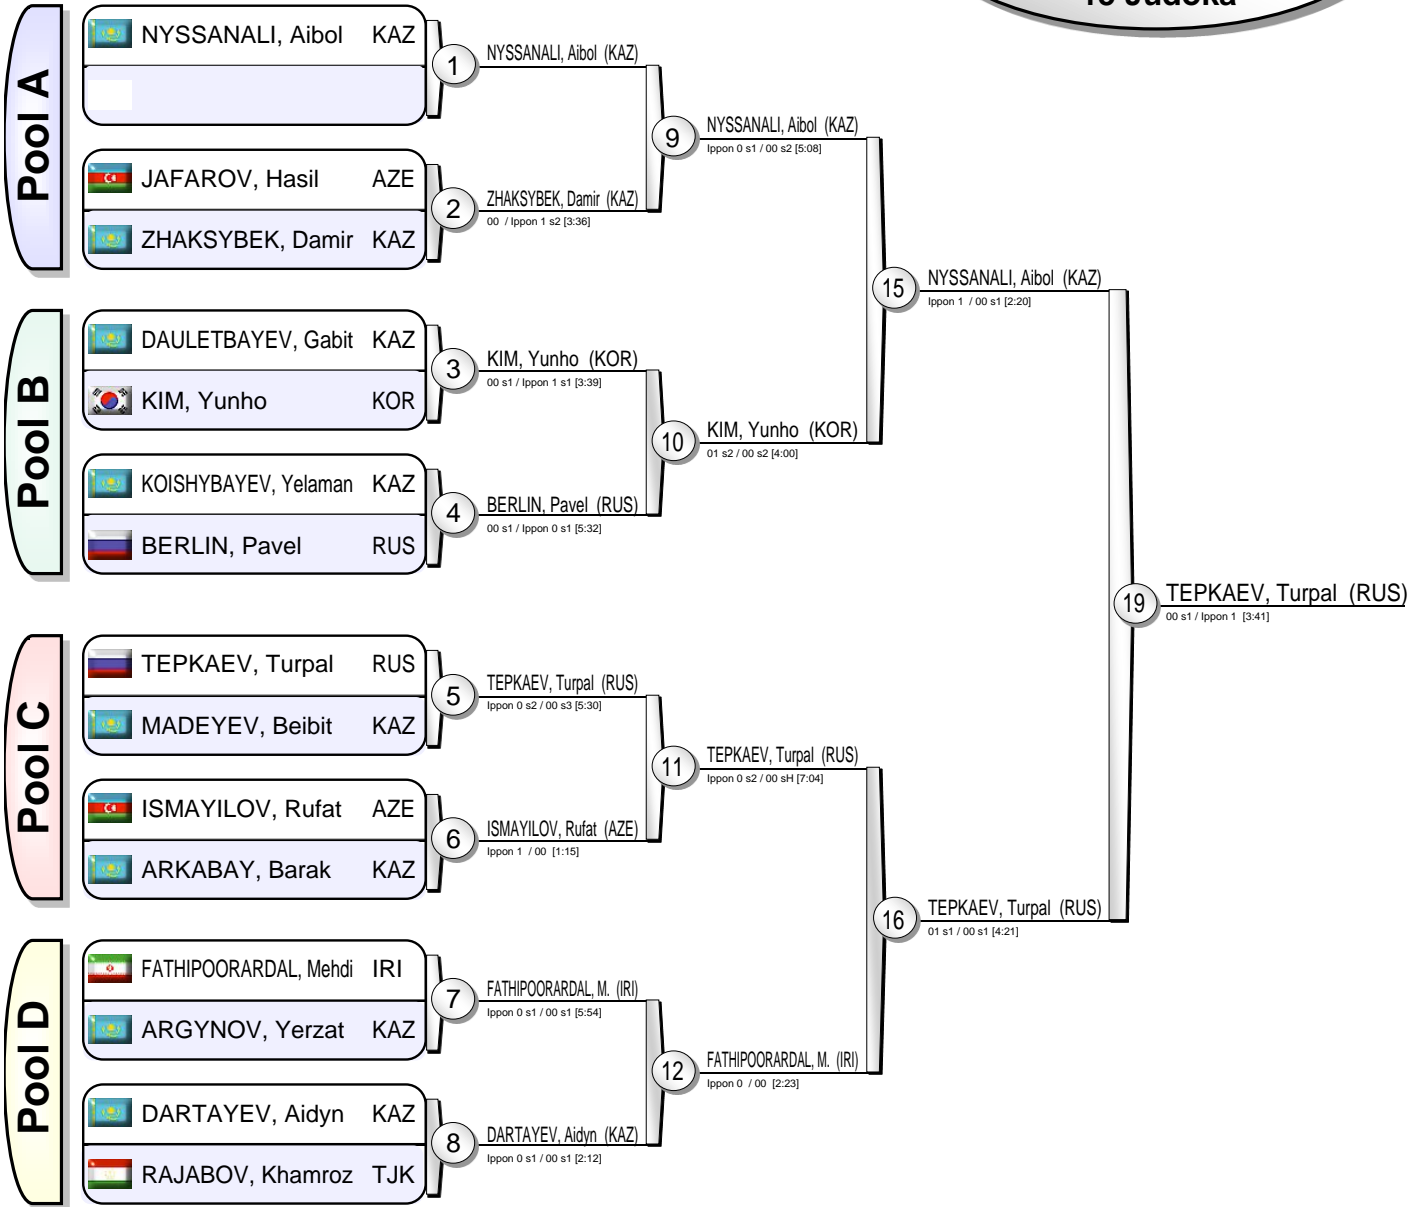 15 Judoka
Pool A
NYSSANALI, Aibol KAZ
1
NYSSANALI, Aibol (KAZ)
JAFAROV, Hasil AZE
ZHAKSYBEK, Damir KAZ
2
ZHAKSYBEK, Damir (KAZ)
00 / Ippon 1 s2 [3:36]
9
NYSSANALI, Aibol (KAZ)
Ippon 0 s1 / 00 s2 [5:08]
Pool B
DAULETBAYEV, Gabit KAZ
KIM, Yunho KOR
3
KIM, Yunho (KOR)
00 s1 / Ippon 1 s1 [3:39]
KOISHYBAYEV, Yelaman KAZ
BERLIN, Pavel RUS
4
BERLIN, Pavel (RUS)
00 s1 / Ippon 0 s1 [5:32]
10
KIM, Yunho (KOR)
01 s2 / 00 s2 [4:00]
15
NYSSANALI, Aibol (KAZ)
Ippon 1 / 00 s1 [2:20]
Pool C
TEPKAEV, Turpal RUS
MADEYEV, Beibit KAZ
5
TEPKAEV, Turpal (RUS)
Ippon 0 s2 / 00 s3 [5:30]
ISMAYILOV, Rufat AZE
ARKABAY, Barak KAZ
6
ISMAYILOV, Rufat (AZE)
Ippon 1 / 00 [1:15]
11
TEPKAEV, Turpal (RUS)
Ippon 0 s2 / 00 sH [7:04]
Pool D
FATHIPOORARDAL, Mehdi IRI
ARGYNOV, Yerzat KAZ
7
FATHIPOORARDAL, M. (IRI)
Ippon 0 s1 / 00 s1 [5:54]
DARTAYEV, Aidyn KAZ
RAJABOV, Khamroz TJK
8
DARTAYEV, Aidyn (KAZ)
Ippon 0 s1 / 00 s1 [2:12]
12
FATHIPOORARDAL, M. (IRI)
Ippon 0 / 00 [2:23]
16
TEPKAEV, Turpal (RUS)
01 s1 / 00 s1 [4:21]
19
TEPKAEV, Turpal (RUS)
00 s1 / Ippon 1 [3:41]